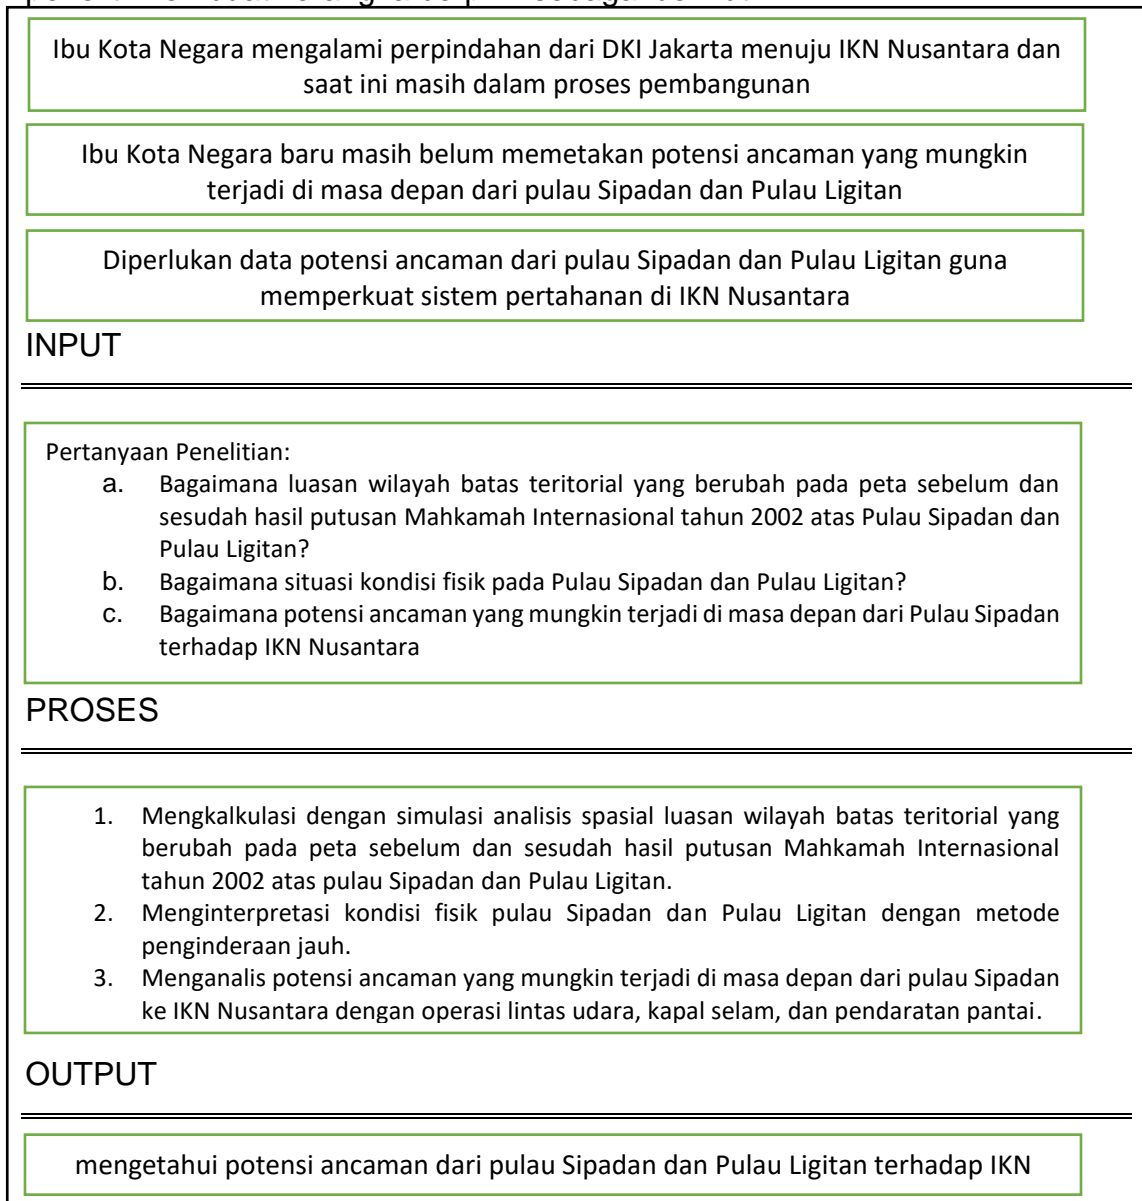 Ibu Kota Negara mengalami perpindahan dari DKI Jakarta menuju IKN Nusantara dan
saat ini masih dalam proses pembangunan
Ibu Kota Negara baru masih belum memetakan potensi ancaman yang mungkin
terjadi di masa depan dari pulau Sipadan dan Pulau Ligitan
Diperlukan data potensi ancaman dari pulau Sipadan dan Pulau Ligitan guna
memperkuat sistem pertahanan di IKN Nusantara
INPUT
Pertanyaan Penelitian:
a. Bagaimana luasan wilayah batas teritorial yang berubah pada peta sebelum dan
sesudah hasil putusan Mahkamah Internasional tahun 2002 atas Pulau Sipadan dan
Pulau Ligitan?
b. Bagaimana situasi kondisi fisik pada Pulau Sipadan dan Pulau Ligitan?
c. Bagaimana potensi ancaman yang mungkin terjadi di masa depan dari Pulau Sipadan
terhadap IKN Nusantara
PROSES
1. Mengkalkulasi dengan simulasi analisis spasial luasan wilayah batas teritorial yang
berubah pada peta sebelum dan sesudah hasil putusan Mahkamah Internasional
tahun 2002 atas pulau Sipadan dan Pulau Ligitan.
2. Menginterpretasi kondisi fisik pulau Sipadan dan Pulau Ligitan dengan metode
penginderaan jauh.
3. Menganalis potensi ancaman yang mungkin terjadi di masa depan dari pulau Sipadan
ke IKN Nusantara dengan operasi lintas udara, kapal selam, dan pendaratan pantai.
OUTPUT
mengetahui potensi ancaman dari pulau Sipadan dan Pulau Ligitan terhadap IKN